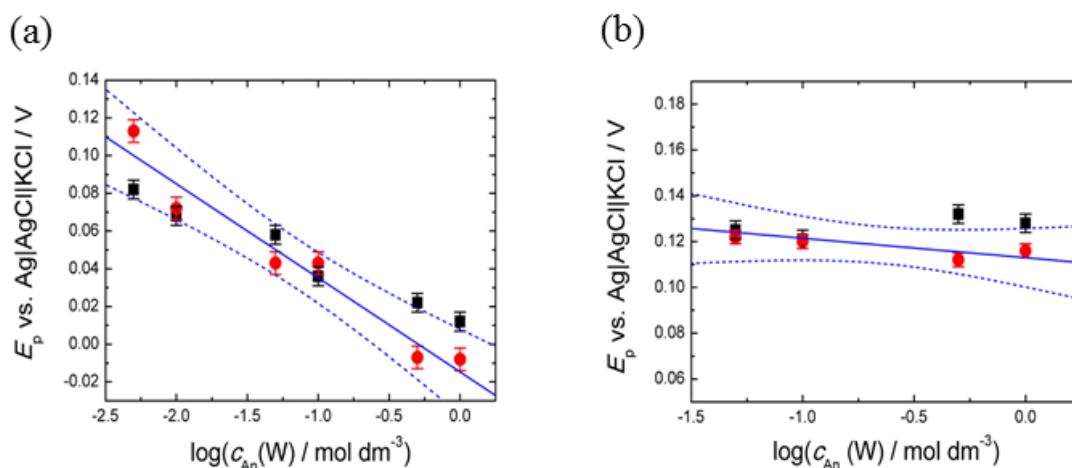 (a)
(b)
E_p vs. Ag|AgCl|KCl / V
0.14
0.12
0.10
0.08
0.06
0.04
0.02
0.00
-0.02
-2.5 -2.0 -1.5 -1.0 -0.5 0.0
log(c_An(W) / mol dm^-3)
E_p vs. Ag|AgCl|KCl / V
0.18
0.16
0.14
0.12
0.10
0.08
0.06
-1.5 -1.0 -0.5 0.0
log(c_An (W) / mol dm^-3)